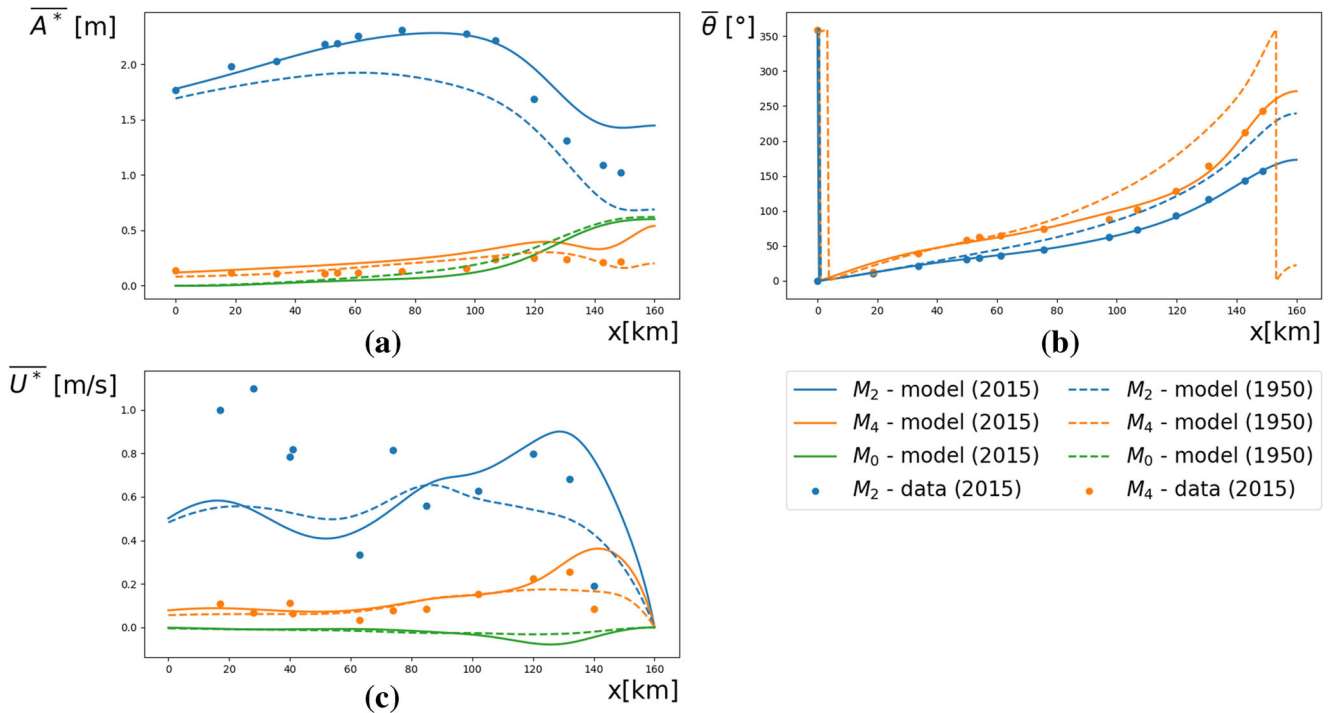 A* [m]
2.0
1.5
1.0
0.5
0.0
0 20 40 60 80 100 120 140 160
x[km]
(a)
θ [°]
350
300
250
200
150
100
50
0
0 20 40 60 80 100 120 140 160
x[km]
(b)
U* [m/s]
1.0
0.8
0.6
0.4
0.2
0.0
0 20 40 60 80 100 120 140 160
x[km]
(c)
M₂ - model (2015) M₂ - model (1950)
M₄ - model (2015) M₄ - model (1950)
M₀ - model (2015) M₀ - model (1950)
M₂ - data (2015) M₄ - data (2015)